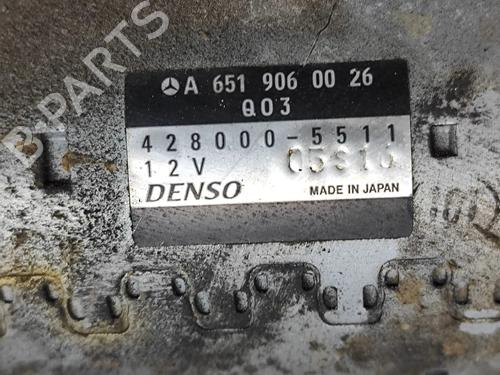 A 651 906 00 26
Q03
428000-5511
12V
DENSO
MADE IN JAPAN
B-PARTS